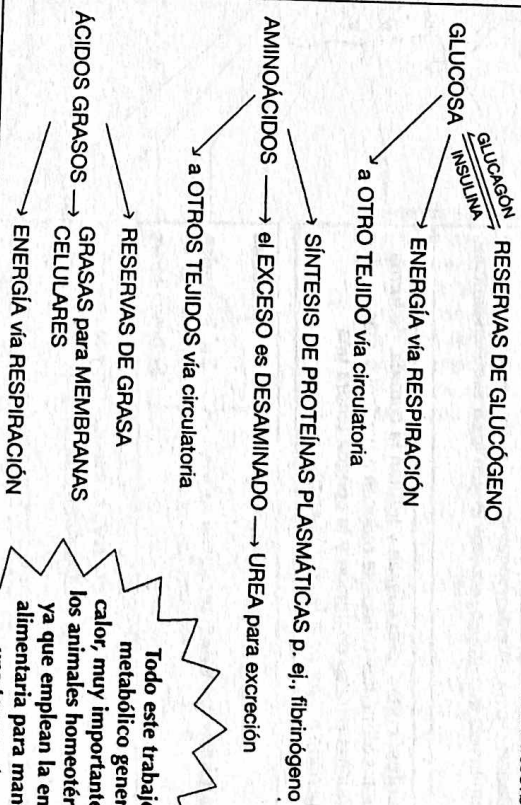 GLUCOSA
GLUCAGÓN
INSULINA
RESERVAS DE GLUCÓGENO
ENERGÍA vía RESPIRACIÓN
a OTRO TEJIDO vía circulatoria
AMINOÁCIDOS
SÍNTESIS DE PROTEÍNAS PLASMÁTICAS p. ej., fibrinógeno
el EXCESO es DESAMINADO → UREA para excreción
a OTROS TEJIDOS vía circulatoria
ÁCIDOS GRASOS
RESERVAS DE GRASA
GRASAS para MEMBRANAS
CELULARES
ENERGÍA vía RESPIRACIÓN
Todo este trabajo
metabólico gener
calor, muy importante
los animales homeotér
ya que emplean la en
alimentaria para man